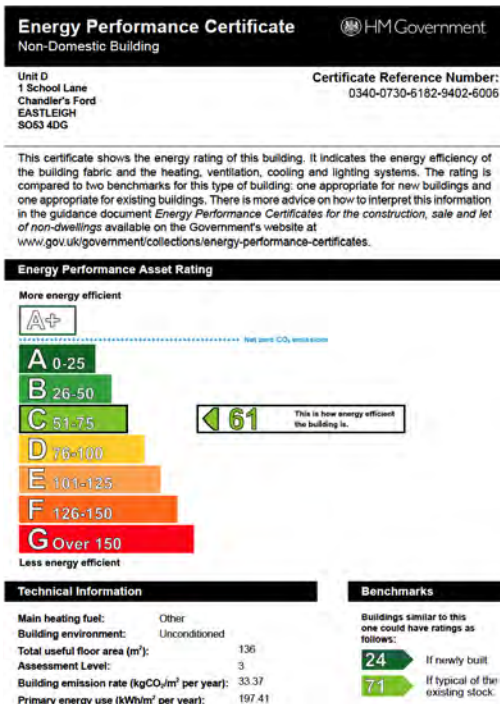 Energy Performance Certificate
HM Government
Non-Domestic Building
Unit D
1 School Lane
Chandler's Ford
EASTLEIGH
SO53 4DG
Certificate Reference Number:
0340-0730-6182-9402-6006
This certificate shows the energy rating of this building. It indicates the energy efficiency of
the building fabric and the heating, ventilation, cooling and lighting systems. The rating is
compared to two benchmarks for this type of building: one appropriate for new buildings and
one appropriate for existing buildings. There is more advice on how to interpret this information
in the guidance document Energy Performance Certificates for the construction, sale and let
of non-dwellings available on the Government's website at
www.gov.uk/government/collections/energy-performance-certificates.
Energy Performance Asset Rating
More energy efficient
A+
Net zero CO₂ emissions
A 0-25
B 26-50
C 51-75
61
This is how energy efficient
the building is.
D 76-100
E 101-125
F 126-150
G Over 150
Less energy efficient
Technical Information
Main heating fuel: Other
Building environment: Unconditioned
Total useful floor area (m²): 136
Assessment Level: 3
Building emission rate (kgCO₂/m² per year): 33.37
Primary energy use (kWh/m² per year): 197.41
Benchmarks
Buildings similar to this
one could have ratings as
follows:
24 If newly built
71 If typical of the
existing stock